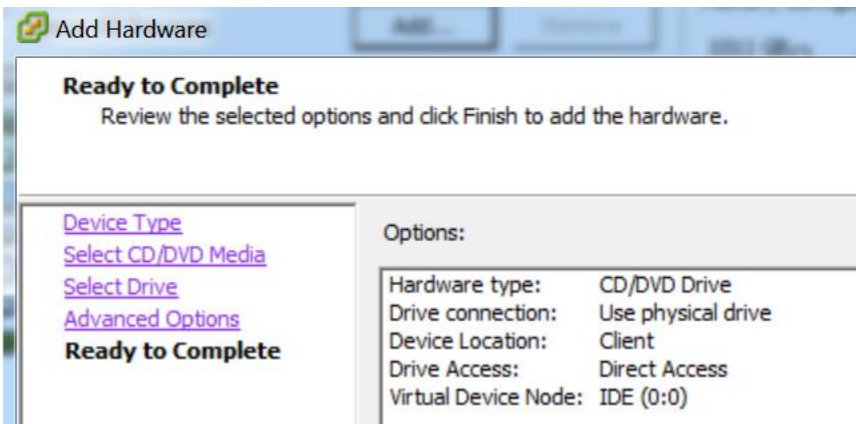 Add Hardware
Add...
Ready to Complete
Review the selected options and click Finish to add the hardware.
Device Type
Select CD/DVD Media
Select Drive
Advanced Options
Ready to Complete
Options:
Hardware type: CD/DVD Drive
Drive connection: Use physical drive
Device Location: Client
Drive Access: Direct Access
Virtual Device Node: IDE (0:0)